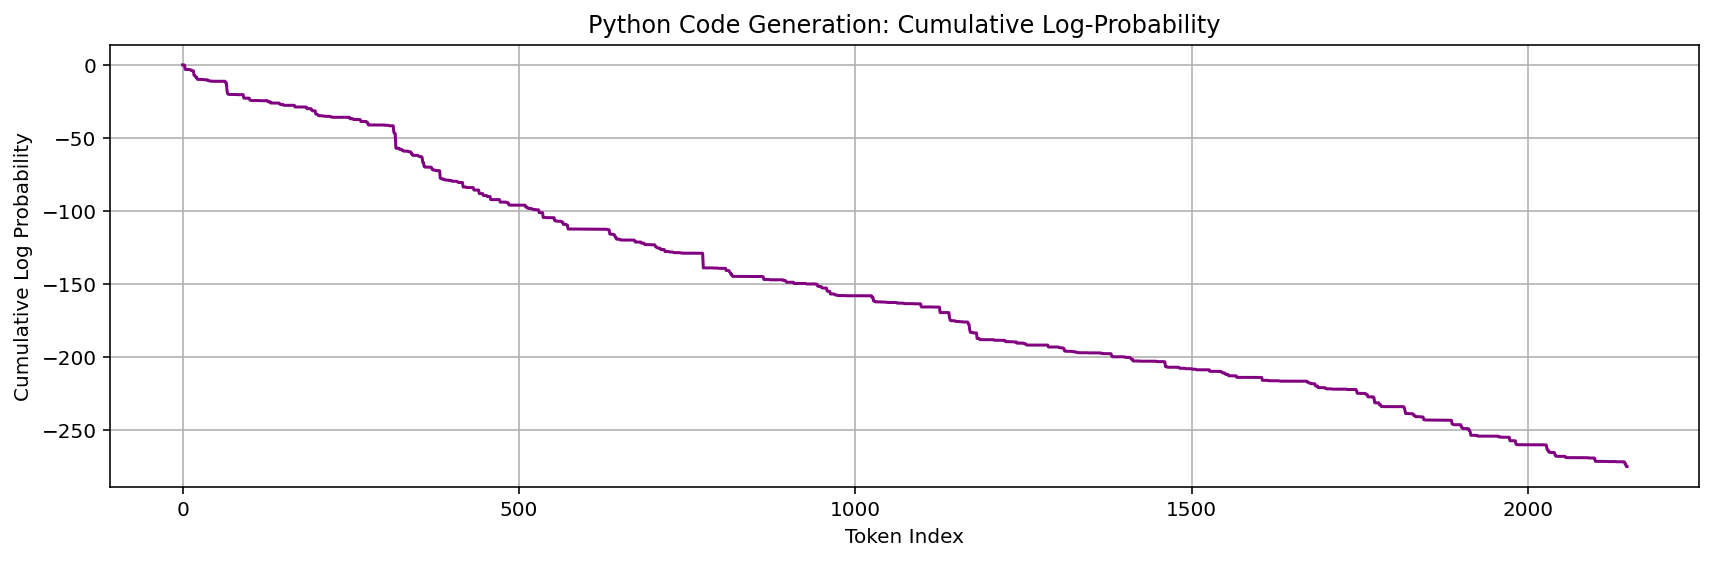 Python Code Generation: Cumulative Log-Probability
0
−50
−100
−150
−200
−250
Cumulative Log Probability
0 500 1000 1500 2000
Token Index